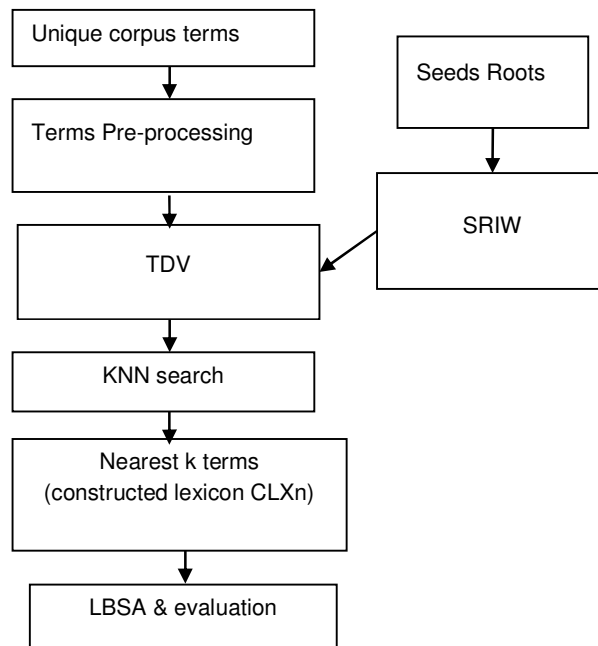 Unique corpus terms
Seeds Roots
Terms Pre-processing
SRIW
TDV
KNN search
Nearest k terms
(constructed lexicon CLXn)
LBSA & evaluation